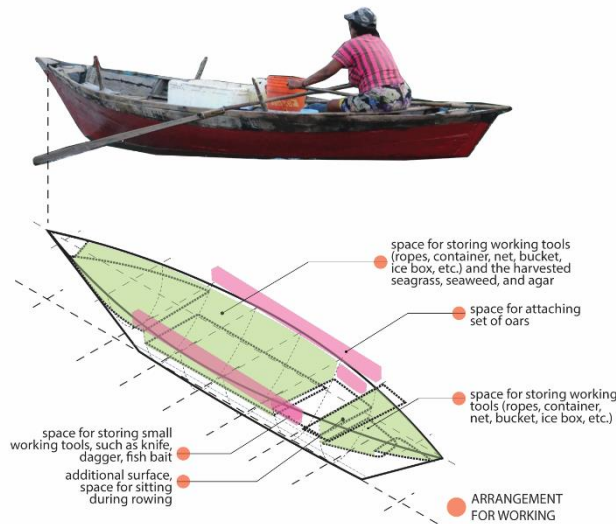 space for storing working tools
(ropes, container, net, bucket,
ice box, etc.) and the harvested
seagrass, seaweed, and agar
space for attaching
set of oars
space for storing working
tools (ropes, container,
net, bucket, ice box, etc.)
space for storing small
working tools, such as knife,
dagger, fish bait
additional surface,
space for sitting
during rowing
ARRANGEMENT
FOR WORKING